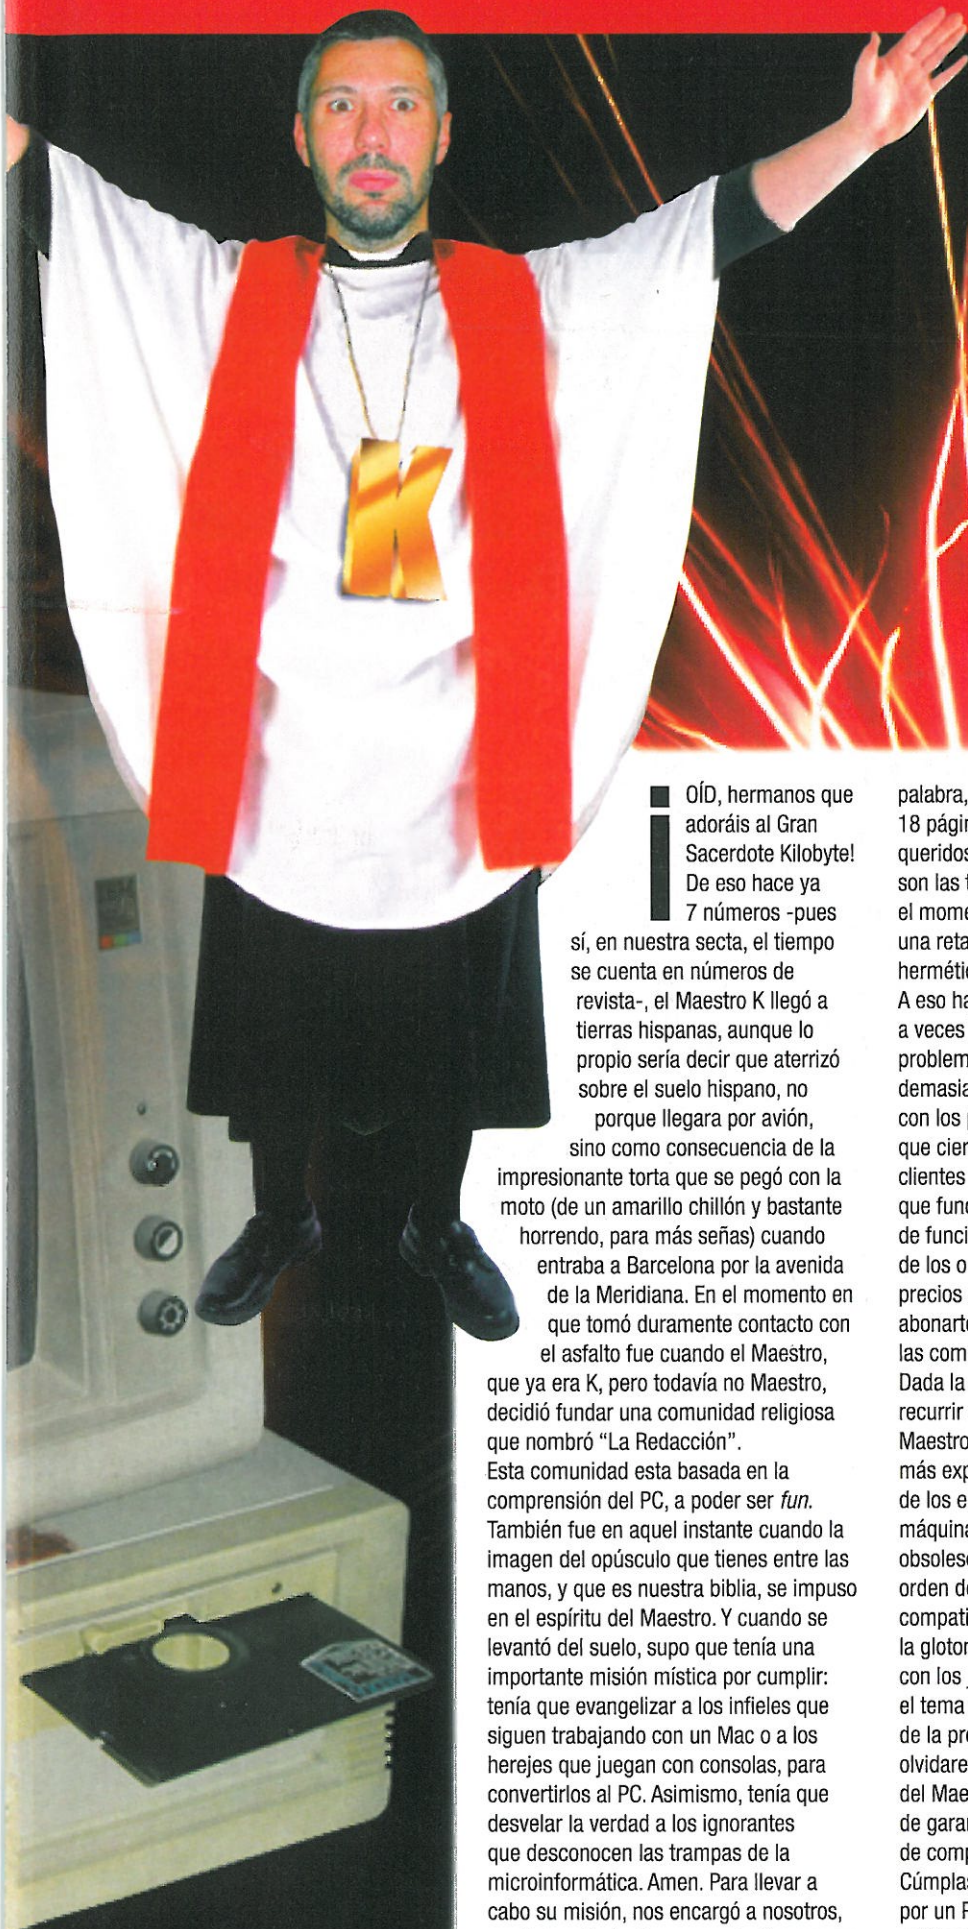 K
¡OÍD, hermanos que
adoráis al Gran
Sacerdote Kilobyte!
De eso hace ya
7 números -pues
sí, en nuestra secta, el tiempo
se cuenta en números de
revista-, el Maestro K llegó a
tierras hispanas, aunque lo
propio sería decir que aterrizó
sobre el suelo hispano, no
porque llegara por avión,
sino como consecuencia de la
impresionante torta que se pegó con la
moto (de un amarillo chillón y bastante
horrendo, para más señas) cuando
entraba a Barcelona por la avenida
de la Meridiana. En el momento en
que tomó duramente contacto con
el asfalto fue cuando el Maestro,
que ya era K, pero todavía no Maestro,
decidió fundar una comunidad religiosa
que nombró “La Redacción”.
Esta comunidad esta basada en la
comprensión del PC, a poder ser fun.
También fue en aquel instante cuando la
imagen del opúsculo que tienes entre las
manos, y que es nuestra biblia, se impuso
en el espíritu del Maestro. Y cuando se
levantó del suelo, supo que tenía una
importante misión mística por cumplir:
tenía que evangelizar a los infieles que
siguen trabajando con un Mac o a los
herejes que juegan con consolas, para
convertirlos al PC. Asimismo, tenía que
desvelar la verdad a los ignorantes
que desconocen las trampas de la
microinformática. Amen. Para llevar a
cabo su misión, nos encargó a nosotros,
palabra,
18 págin
queridos
son las t
el mome
una reta
hermétic
A eso ha
a veces
problem
demasia
con los p
que cier
clientes
que func
de funci
de los o
precios
abonarte
las com
Dada la
recurrir
Maestro
más exp
de los e
máquina
obsoles
orden de
compati
la gloton
con los j
el tema
de la pre
olvidare
del Mae
de garan
de comp
Cúmplas
por un P